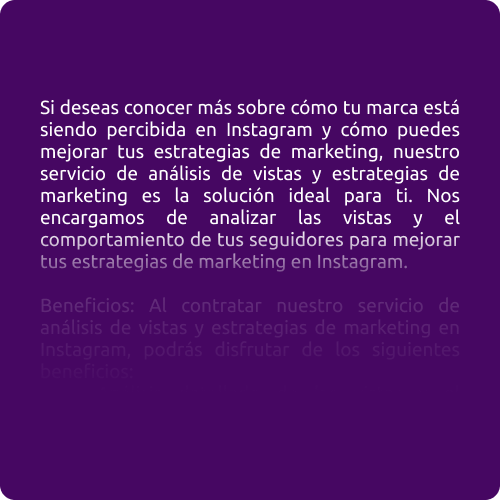 Si deseas conocer más sobre cómo tu marca está
siendo percibida en Instagram y cómo puedes
mejorar tus estrategias de marketing, nuestro
servicio de análisis de vistas y estrategias de
marketing es la solución ideal para ti. Nos
encargamos de analizar las vistas y el
comportamiento de tus seguidores para mejorar
tus estrategias de marketing en Instagram.
Beneficios: Al contratar nuestro servicio de
análisis de vistas y estrategias de marketing en
Instagram, podrás disfrutar de los siguientes
beneficios: